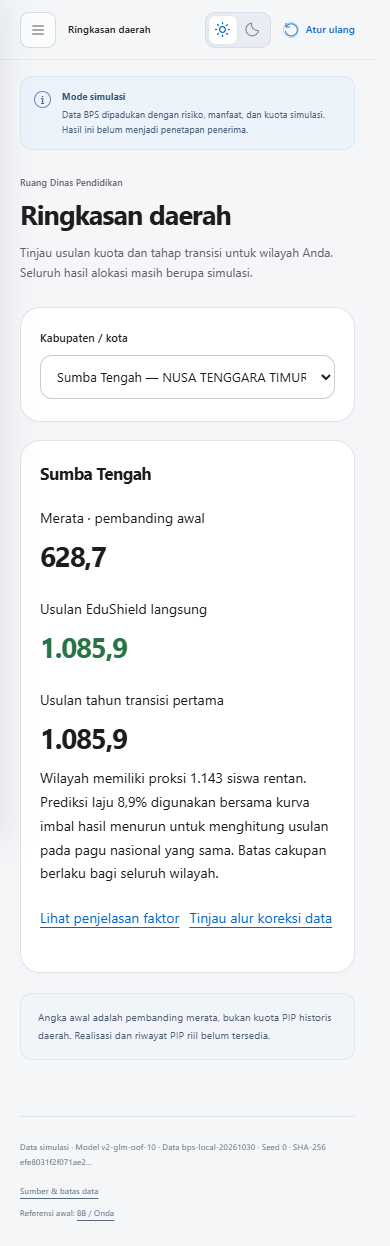 Ringkasan daerah
Atur ulang
Mode simulasi
Data BPS dipadukan dengan risiko, manfaat, dan kuota simulasi.
Hasil ini belum menjadi penetapan penerima.
Ruang Dinas Pendidikan
Ringkasan daerah
Tinjau usulan kuota dan tahap transisi untuk wilayah Anda.
Seluruh hasil alokasi masih berupa simulasi.
Kabupaten / kota
Sumba Tengah — NUSA TENGGARA TIMUR
Sumba Tengah
Merata · pembanding awal
628,7
Usulan EduShield langsung
1.085,9
Usulan tahun transisi pertama
1.085,9
Wilayah memiliki proksi 1.143 siswa rentan.
Prediksi laju 8,9% digunakan bersama kurva
imbal hasil menurun untuk menghitung usulan
pada pagu nasional yang sama. Batas cakupan
berlaku bagi seluruh wilayah.
Lihat penjelasan faktor Tinjau alur koreksi data
Angka awal adalah pembanding merata, bukan kuota PIP historis
daerah. Realisasi dan riwayat PIP riil belum tersedia.
Data simulasi · Model v2-glm-oof-10 · Data bps-local-20261030 · Seed 0 · SHA-256
efe8031f2f071ae2...
Sumber & batas data
Referensi awal: 8B / Onda